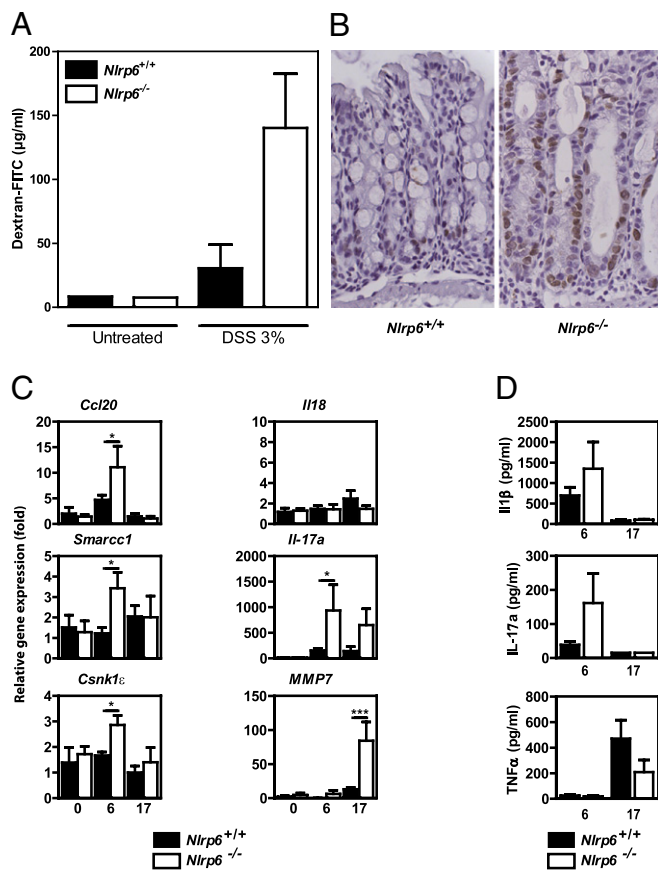 A
200
150
100
50
0
Dextran-FITC (µg/ml)
Nlrp6+/+
Nlrp6-/-
Untreated
DSS 3%
B
Nlrp6+/+
Nlrp6-/-
C
Relative gene expression (fold)
Ccl20
20
15
10
5
0
*
Il18
10
8
6
4
2
0
Smarcc1
5
4
3
2
1
0
*
Il-17a
2000
1500
1000
500
0
*
Csnk1ε
4
3
2
1
0
*
0 6 17
MMP7
150
100
50
0
***
0 6 17
Nlrp6+/+
Nlrp6 -/-
D
Il1β (pg/ml)
2500
2000
1500
1000
500
0
6 17
IL-17a (pg/ml)
300
200
100
0
6 17
TNFα (pg/ml)
800
600
400
200
0
6 17
Nlrp6+/+
Nlrp6 -/-